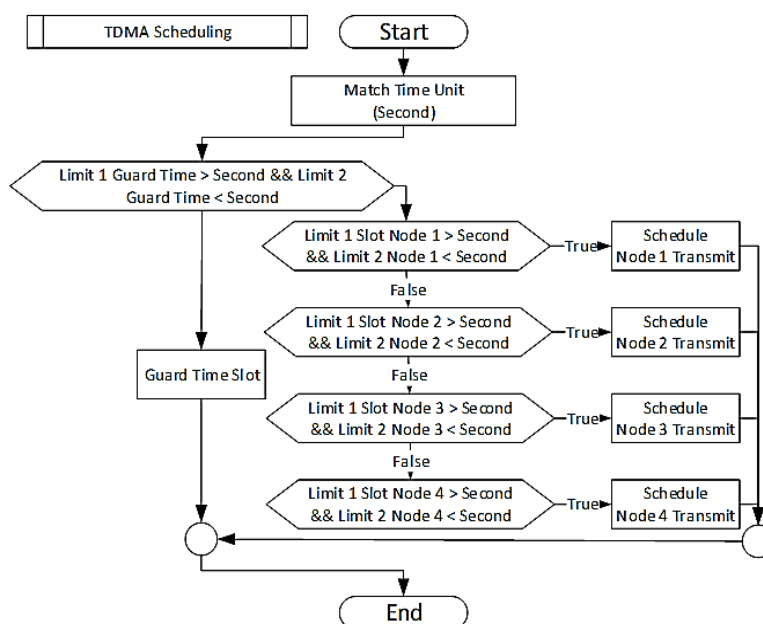 TDMA Scheduling
Start
Match Time Unit
(Second)
Limit 1 Guard Time > Second && Limit 2
Guard Time < Second
Limit 1 Slot Node 1 > Second
&& Limit 2 Node 1 < Second
True
Schedule
Node 1 Transmit
False
Limit 1 Slot Node 2 > Second
&& Limit 2 Node 2 < Second
True
Schedule
Node 2 Transmit
Guard Time Slot
False
Limit 1 Slot Node 3 > Second
&& Limit 2 Node 3 < Second
True
Schedule
Node 3 Transmit
False
Limit 1 Slot Node 4 > Second
&& Limit 2 Node 4 < Second
True
Schedule
Node 4 Transmit
End